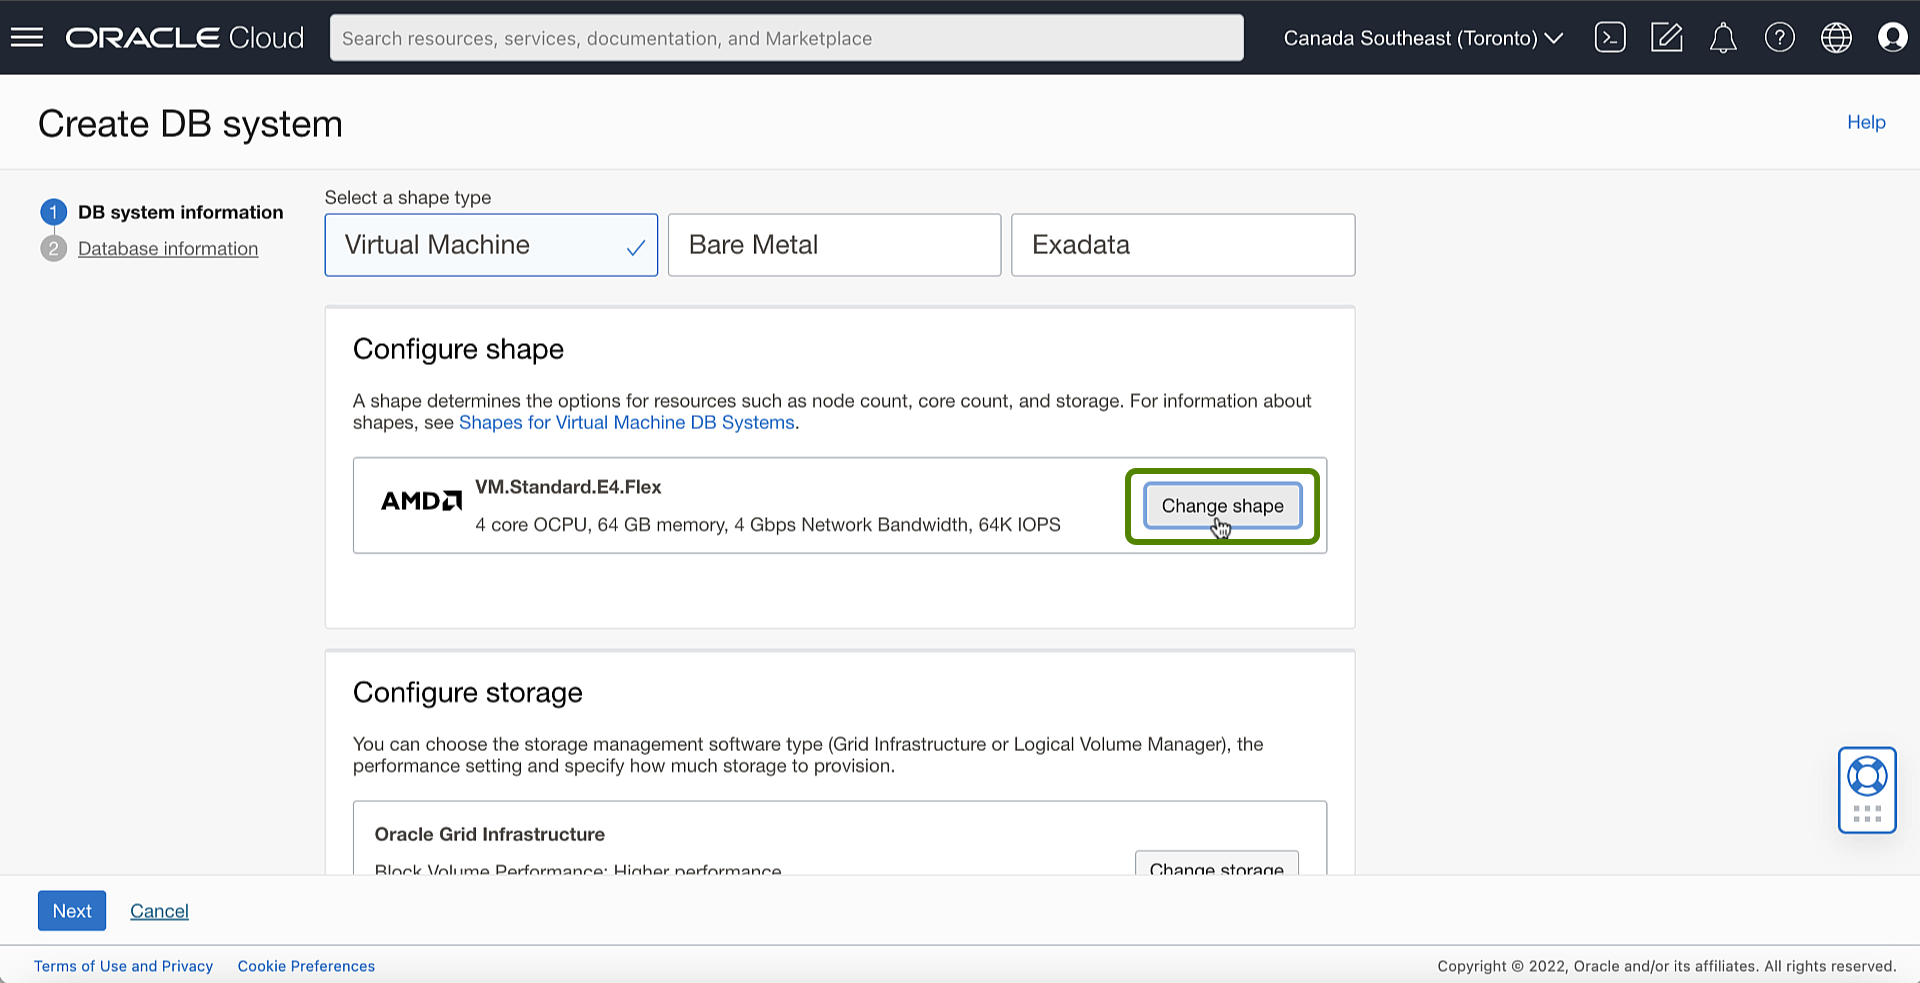 ORACLE Cloud
Search resources, services, documentation, and Marketplace
Canada Southeast (Toronto)
Create DB system
Help
1 DB system information
2 Database information
Select a shape type
Virtual Machine
Bare Metal
Exadata
Configure shape
A shape determines the options for resources such as node count, core count, and storage. For information about
shapes, see Shapes for Virtual Machine DB Systems.
AMD
VM.Standard.E4.Flex
4 core OCPU, 64 GB memory, 4 Gbps Network Bandwidth, 64K IOPS
Change shape
Configure storage
You can choose the storage management software type (Grid Infrastructure or Logical Volume Manager), the
performance setting and specify how much storage to provision.
Oracle Grid Infrastructure
Block Volume Performance: Higher performance
Change storage
Next
Cancel
Terms of Use and Privacy
Cookie Preferences
Copyright © 2022, Oracle and/or its affiliates. All rights reserved.